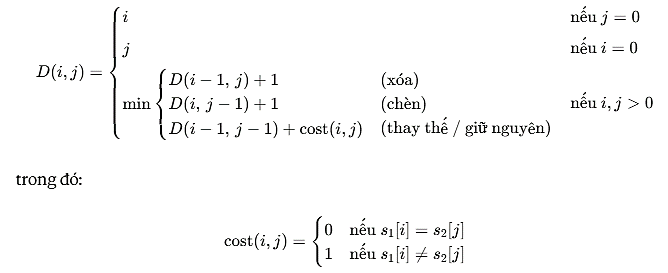 i nếu j = 0
j nếu i = 0
D(i, j) = min D(i − 1, j) + 1 (xóa)
D(i, j − 1) + 1 (chèn) nếu i, j > 0
D(i − 1, j − 1) + cost(i, j) (thay thế / giữ nguyên)
trong đó:
cost(i, j) = 0 nếu s₁[i] = s₂[j]
1 nếu s₁[i] ≠ s₂[j]